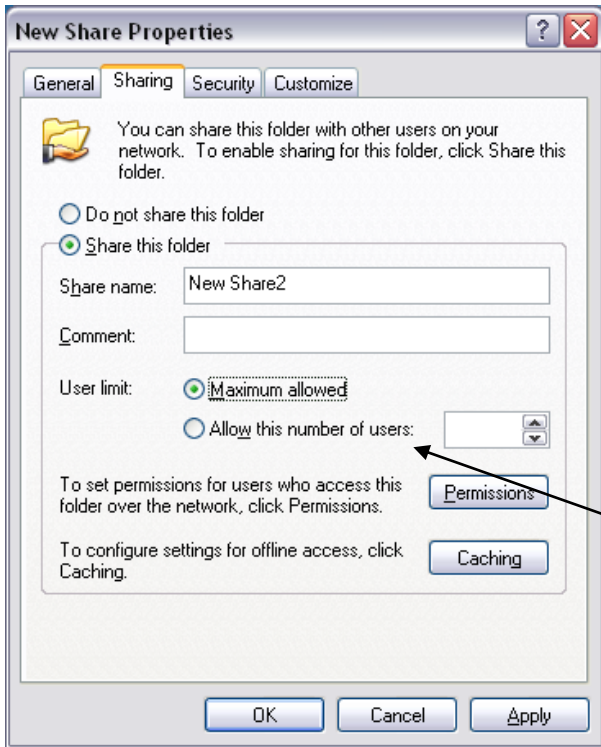 New Share Properties
General Sharing Security Customize
You can share this folder with other users on your
network. To enable sharing for this folder, click Share this
folder.
Do not share this folder
Share this folder
Share name: New Share2
Comment:
User limit: Maximum allowed
Allow this number of users:
To set permissions for users who access this
folder over the network, click Permissions.
Permissions
To configure settings for offline access, click
Caching.
Caching
OK Cancel Apply